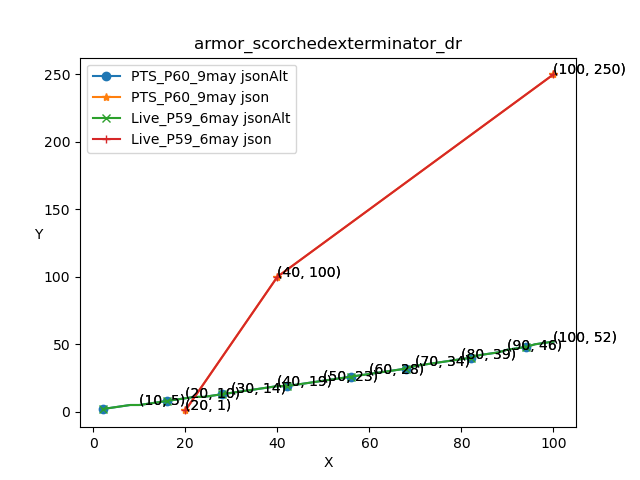 armor_scorchedexterminator_dr
PTS_P60_9may jsonAlt
PTS_P60_9may json
Live_P59_6may jsonAlt
Live_P59_6may json
(100, 250)
(40, 100)
(100, 52)
(90, 46)
(80, 39)
(70, 34)
(60, 28)
(50, 23)
(40, 19)
(30, 14)
(20, 10)
(10, 5)
(20, 1)
Y
250
200
150
100
50
0
0 20 40 60 80 100
X